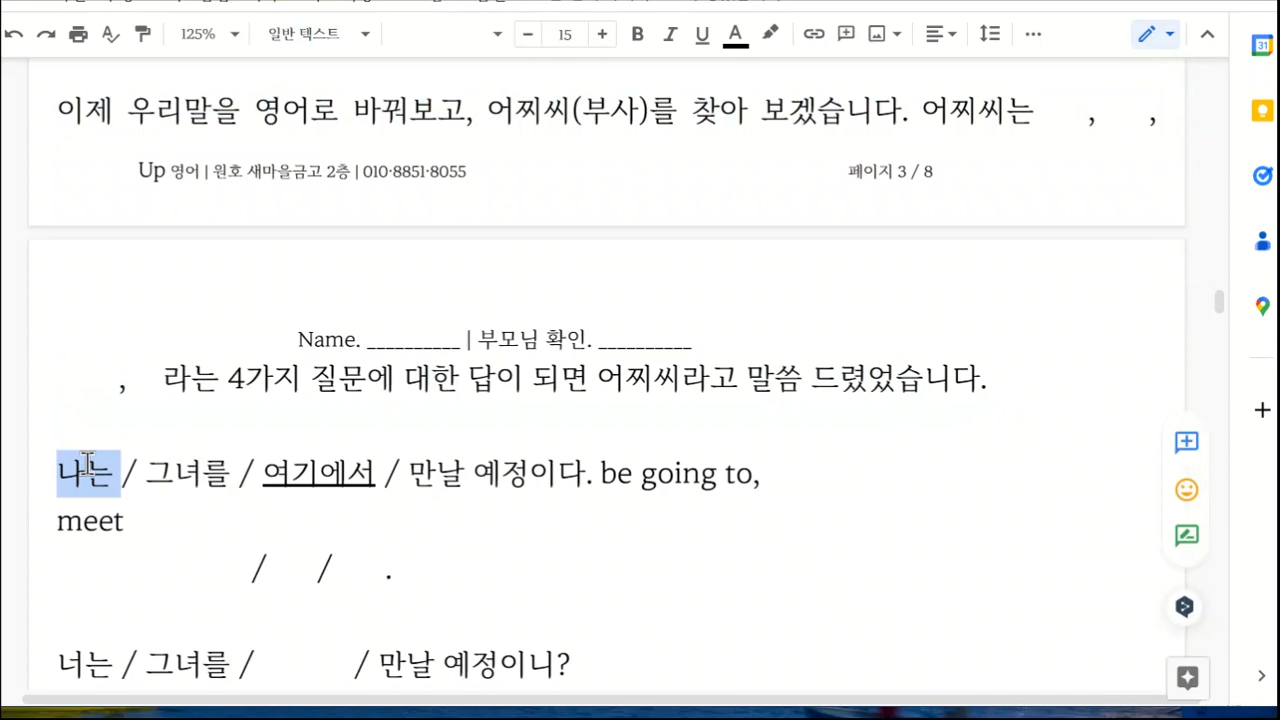 125% 일반 텍스트 15 B I U A
31
이제 우리말을 영어로 바꿔보고, 어찌씨(부사)를 찾아 보겠습니다. 어찌씨는 , ,
Up 영어 | 원호 새마을금고 2층 | 010·8851·8055 페이지 3 / 8
Name. __________ | 부모님 확인. __________
, 라는 4가지 질문에 대한 답이 되면 어찌씨라고 말씀 드렸었습니다.
나는 / 그녀를 / 여기에서 / 만날 예정이다. be going to,
meet
/ / .
너는 / 그녀를 / / 만날 예정이니?